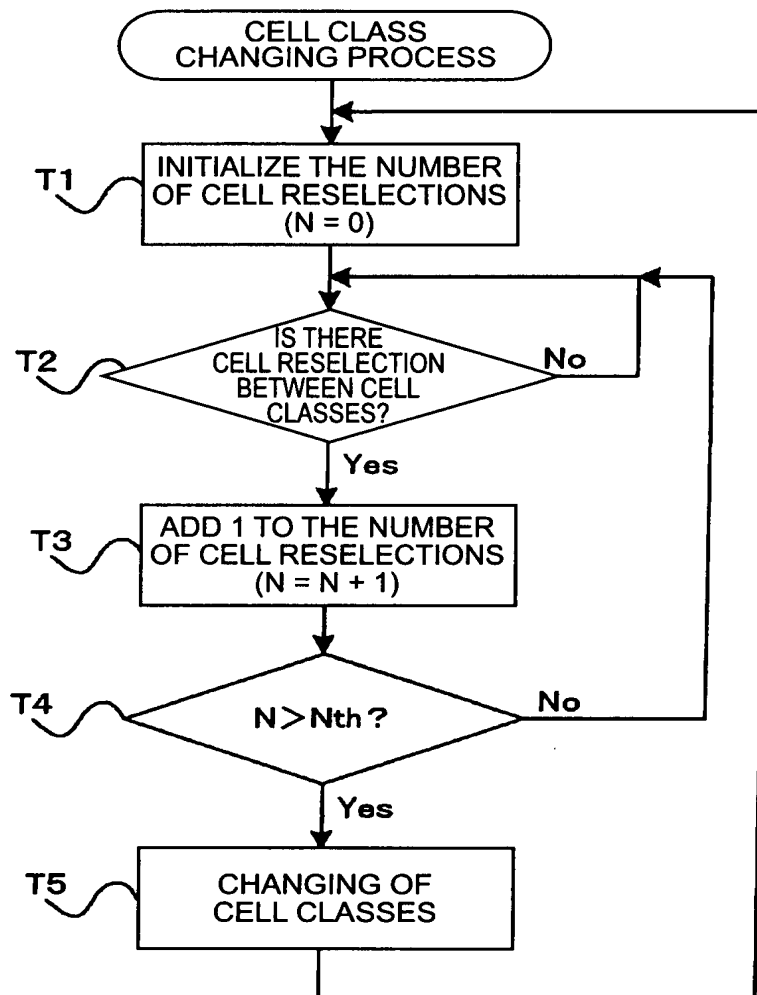 CELL CLASS
CHANGING PROCESS
T1
INITIALIZE THE NUMBER
OF CELL RESELECTIONS
(N = 0)
T2
IS THERE
CELL RESELECTION
BETWEEN CELL
CLASSES?
No
Yes
T3
ADD 1 TO THE NUMBER
OF CELL RESELECTIONS
(N = N + 1)
T4
N>Nth?
No
Yes
T5
CHANGING OF
CELL CLASSES